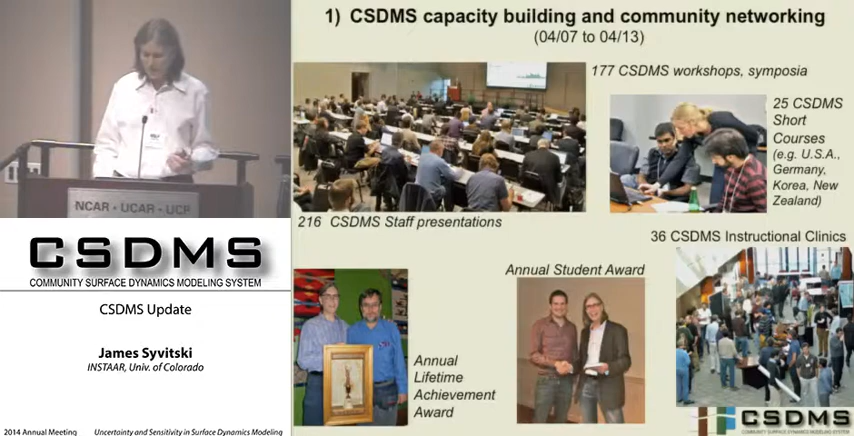 NCAR - UCAR - UCP
CSDMS
COMMUNITY SURFACE DYNAMICS MODELING SYSTEM
CSDMS Update
James Syvitski
INSTAAR, Univ. of Colorado
2014 Annual Meeting
Uncertainty and Sensitivity in Surface Dynamics Modeling
1) CSDMS capacity building and community networking
(04/07 to 04/13)
177 CSDMS workshops, symposia
25 CSDMS
Short
Courses
(e.g. U.S.A.,
Germany,
Korea, New
Zealand)
216 CSDMS Staff presentations
36 CSDMS Instructional Clinics
Annual Student Award
Annual
Lifetime
Achievement
Award
CSDMS
COMMUNITY SURFACE DYNAMICS MODELING SYSTEM